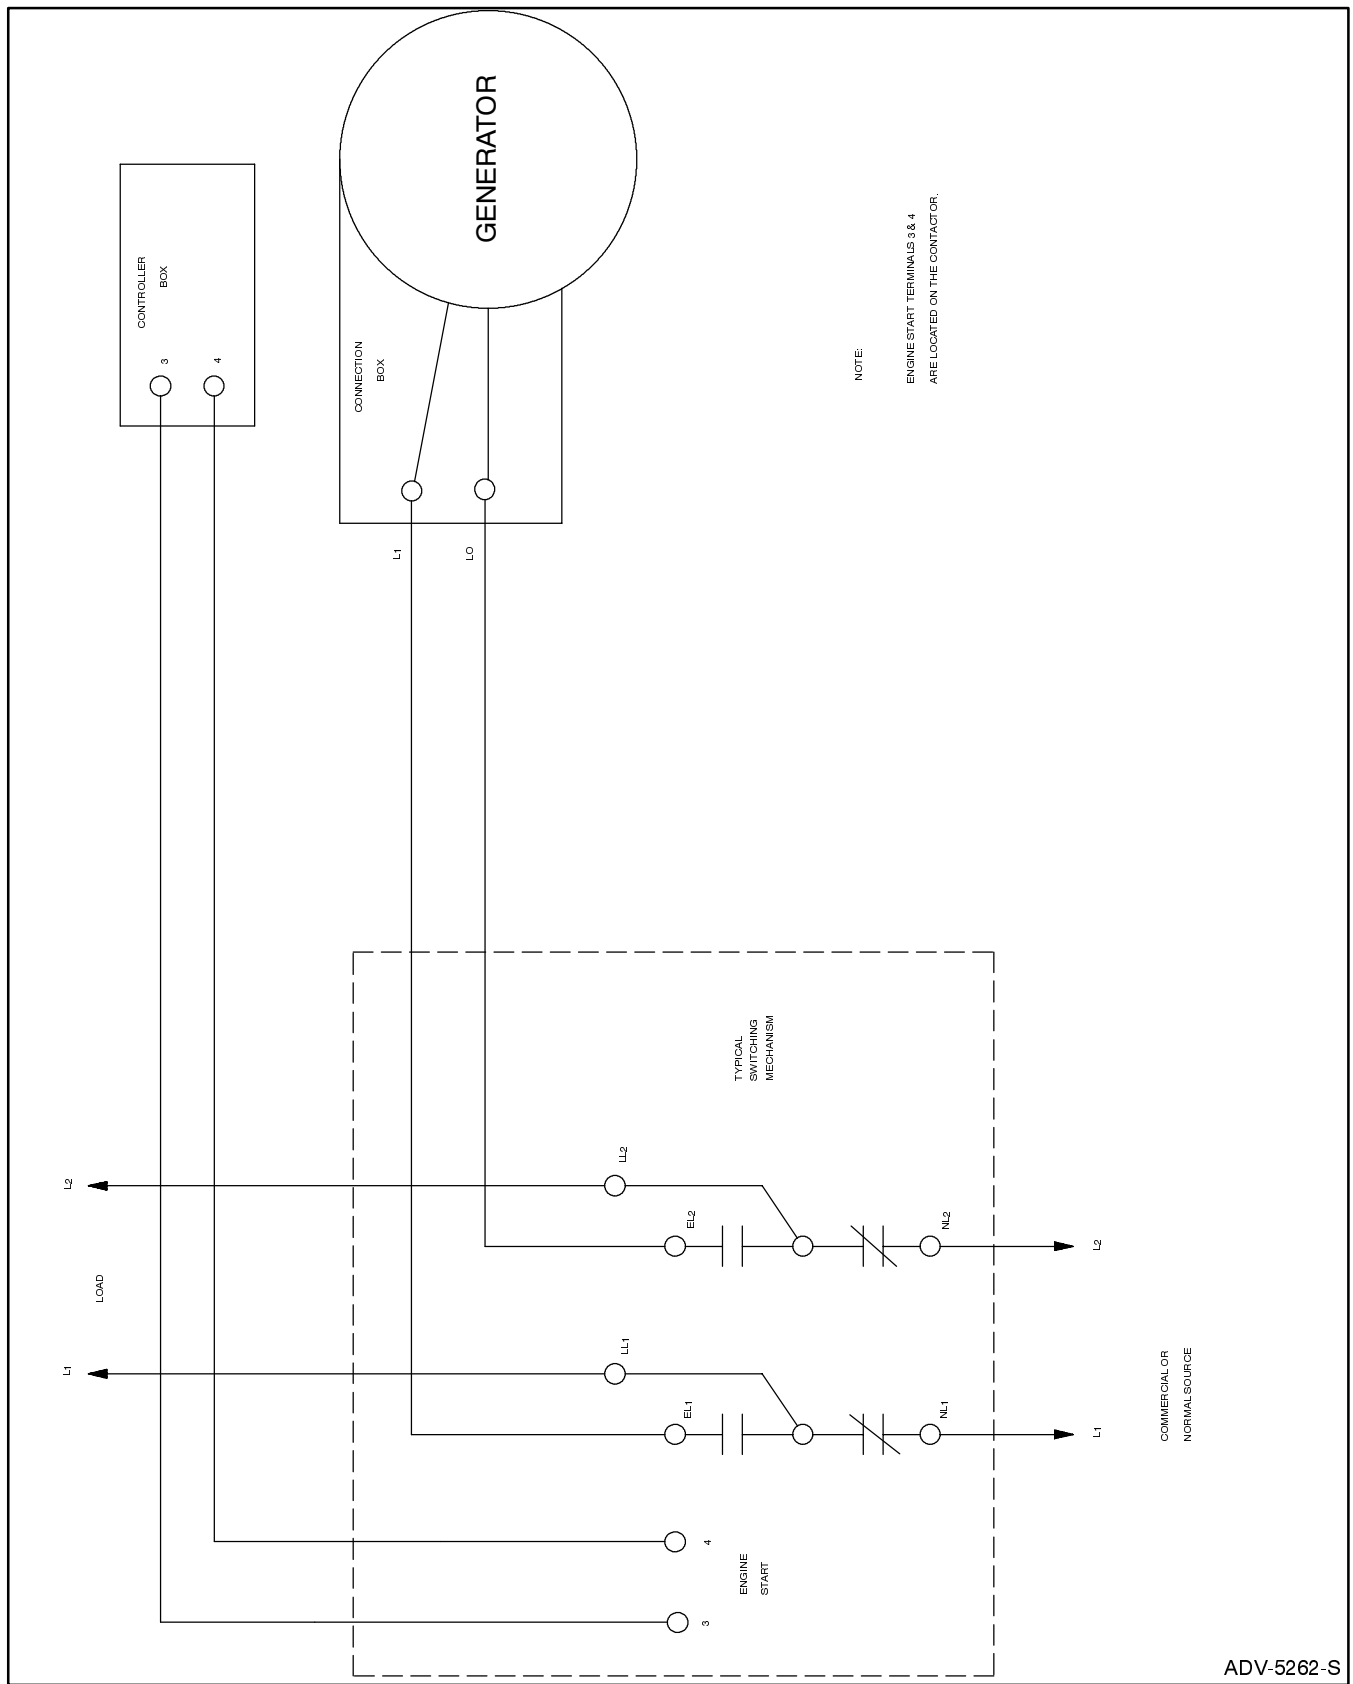 GENERATOR
CONTROLLER
BOX
3
4
CONNECTION
BOX
L1
LO
NOTE:
ENGINE START TERMINALS 3 & 4
ARE LOCATED ON THE CONTACTOR.
TYPICAL
SWITCHING
MECHANISM
L2
LL2
EL2
NL2
L2
LOAD
L1
LL1
EL1
NL1
L1
COMMERCIAL OR
NORMAL SOURCE
4
ENGINE
START
3
ADV-5262-S